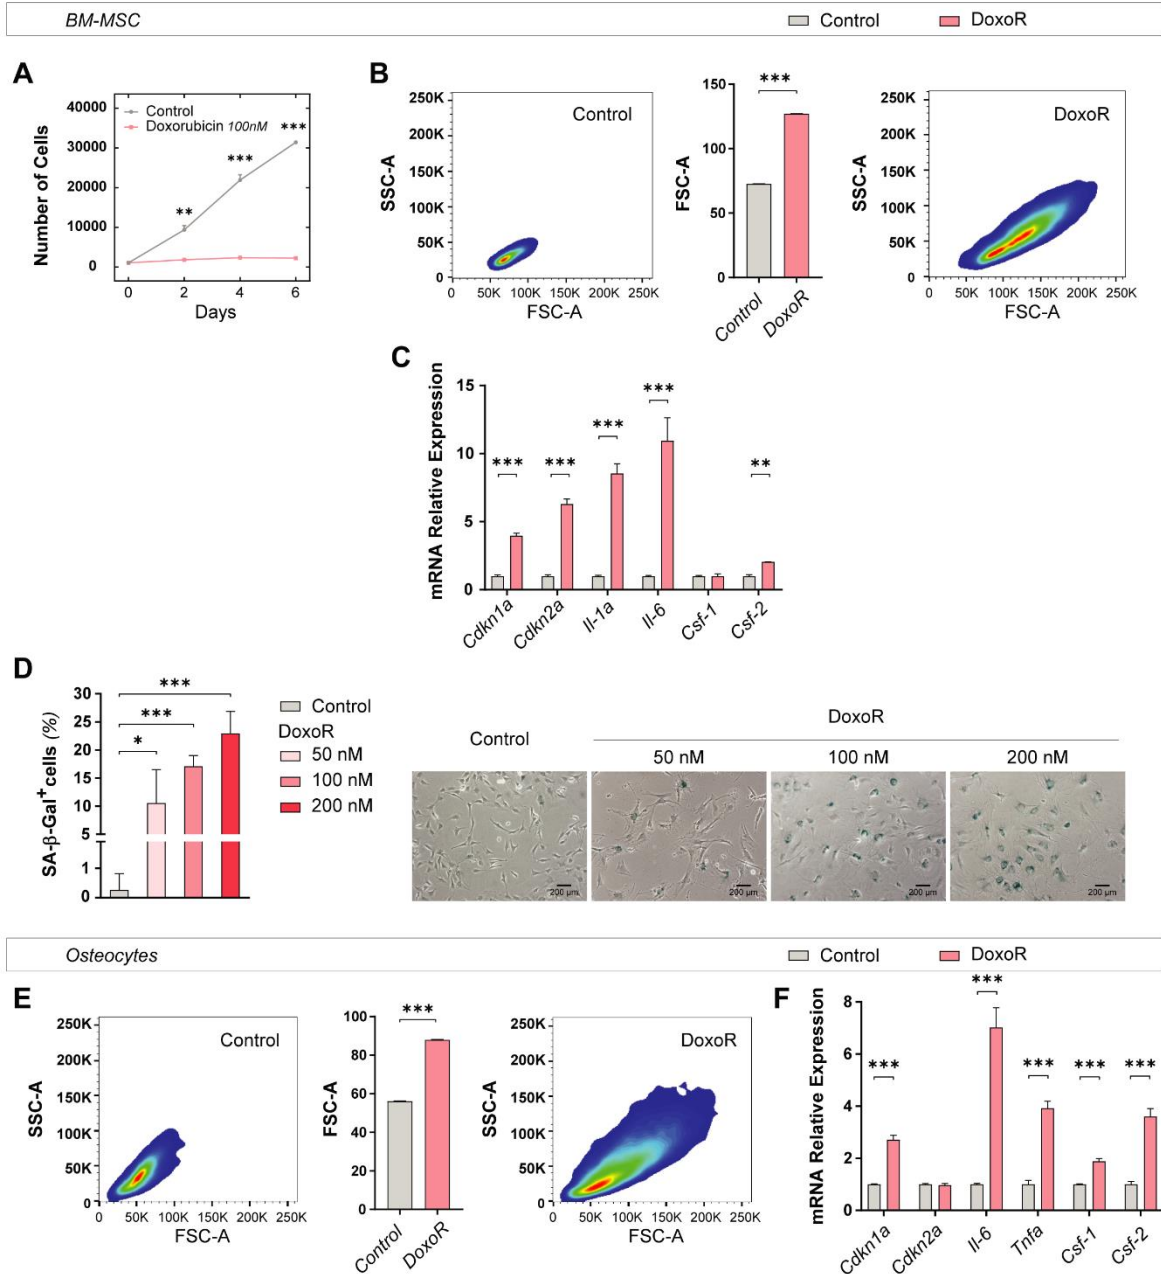 BM-MSC
Control
DoxoR
A
40000
30000
20000
10000
0
Number of Cells
Control
Doxorubicin 100nM
**
***
***
0
2
4
6
Days
B
250K
200K
150K
100K
50K
0
SSC-A
Control
0
50K
100K
150K
200K
250K
FSC-A
150
100
50
0
FSC-A
***
Control
DoxoR
250K
200K
150K
100K
50K
0
SSC-A
DoxoR
0
50K
100K
150K
200K
250K
FSC-A
C
15
10
5
0
mRNA Relative Expression
***
***
***
***
**
Cdkn1a
Cdkn2a
Il-1a
Il-6
Csf-1
Csf-2
D
30
25
20
15
10
5
1
0
SA-β-Gal+ cells (%)
***
***
*
Control
DoxoR
50 nM
100 nM
200 nM
Control
DoxoR
50 nM
100 nM
200 nM
200 µm
200 µm
200 µm
200 µm
Osteocytes
Control
DoxoR
E
250K
200K
150K
100K
50K
0
SSC-A
Control
0
50K
100K
150K
200K
250K
FSC-A
100
80
60
40
20
0
FSC-A
***
Control
DoxoR
250K
200K
150K
100K
50K
0
SSC-A
DoxoR
0
50K
100K
150K
200K
250K
FSC-A
F
8
6
4
2
0
mRNA Relative Expression
***
***
***
***
***
Cdkn1a
Cdkn2a
Il-6
Tnfa
Csf-1
Csf-2